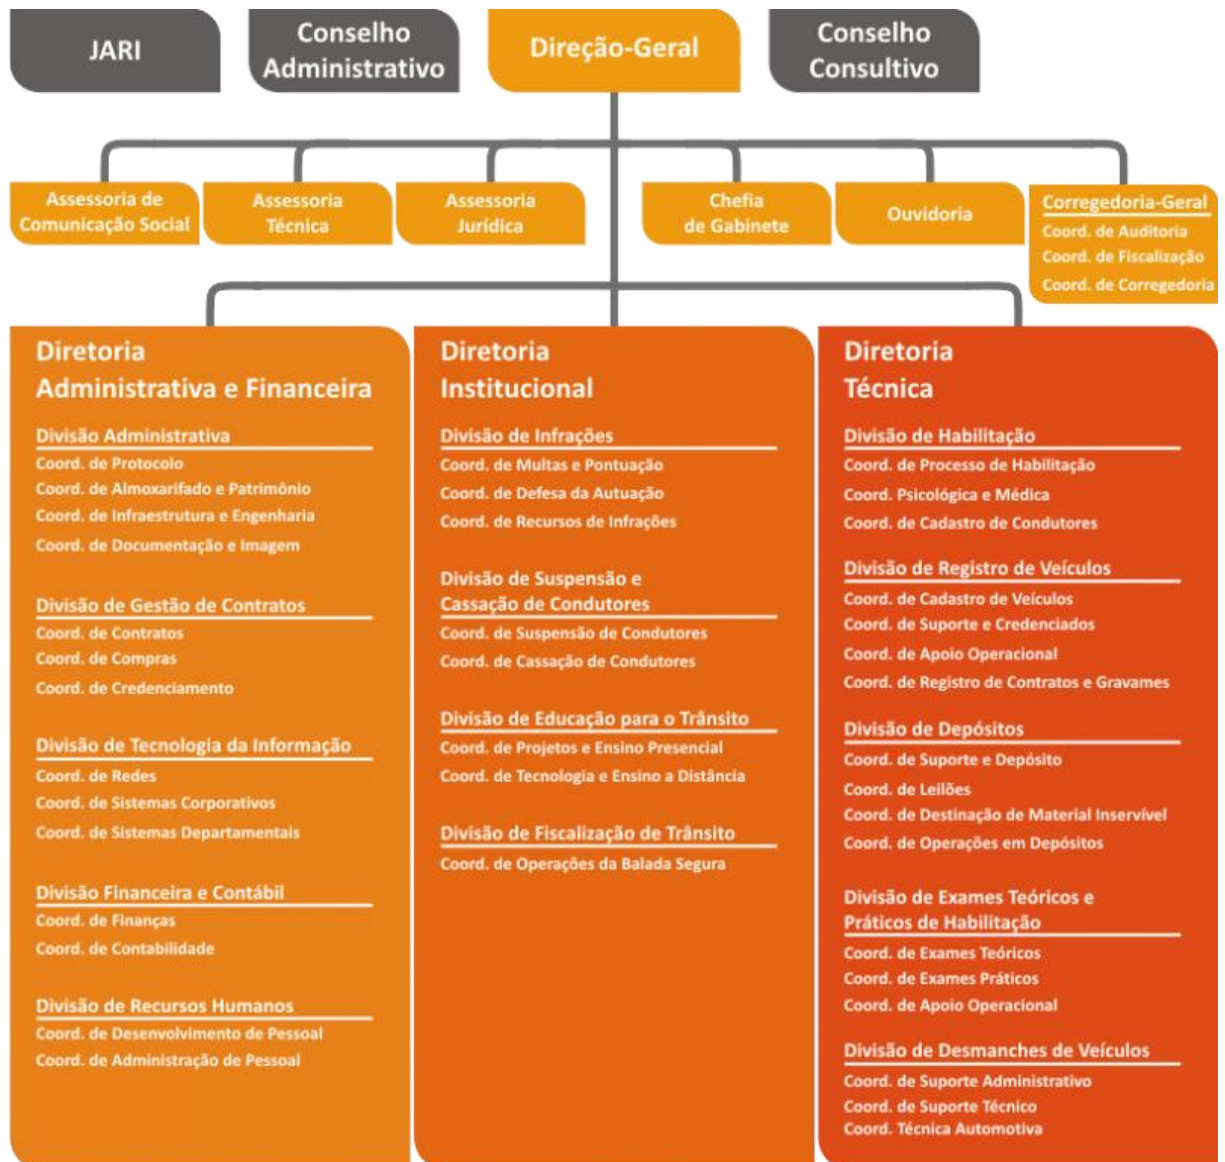 JARI
Conselho
Administrativo
Direção-Geral
Conselho
Consultivo
Assessoria de
Comunicação Social
Assessoria
Técnica
Assessoria
Jurídica
Chefia
de Gabinete
Ouvidoria
Corregedoria-Geral
Coord. de Auditoria
Coord. de Fiscalização
Coord. de Corregedoria
Diretoria
Administrativa e Financeira
Divisão Administrativa
Coord. de Protocolo
Coord. de Almoxarifado e Patrimônio
Coord. de Infraestrutura e Engenharia
Coord. de Documentação e Imagem
Divisão de Gestão de Contratos
Coord. de Contratos
Coord. de Compras
Coord. de Credenciamento
Divisão de Tecnologia da Informação
Coord. de Redes
Coord. de Sistemas Corporativos
Coord. de Sistemas Departamentais
Divisão Financeira e Contábil
Coord. de Finanças
Coord. de Contabilidade
Divisão de Recursos Humanos
Coord. de Desenvolvimento de Pessoal
Coord. de Administração de Pessoal
Diretoria
Institucional
Divisão de Infrações
Coord. de Multas e Pontuação
Coord. de Defesa da Autuação
Coord. de Recursos de Infrações
Divisão de Suspensão e
Cassação de Condutores
Coord. de Suspensão de Condutores
Coord. de Cassação de Condutores
Divisão de Educação para o Trânsito
Coord. de Projetos e Ensino Presencial
Coord. de Tecnologia e Ensino a Distância
Divisão de Fiscalização de Trânsito
Coord. de Operações da Balada Segura
Diretoria
Técnica
Divisão de Habilitação
Coord. de Processo de Habilitação
Coord. Psicológica e Médica
Coord. de Cadastro de Condutores
Divisão de Registro de Veículos
Coord. de Cadastro de Veículos
Coord. de Suporte e Credenciados
Coord. de Apoio Operacional
Coord. de Registro de Contratos e Gravames
Divisão de Depósitos
Coord. de Suporte e Depósito
Coord. de Leilões
Coord. de Destinação de Material Inservível
Coord. de Operações em Depósitos
Divisão de Exames Teóricos e
Práticos de Habilitação
Coord. de Exames Teóricos
Coord. de Exames Práticos
Coord. de Apoio Operacional
Divisão de Desmanches de Veículos
Coord. de Suporte Administrativo
Coord. de Suporte Técnico
Coord. Técnica Automotiva